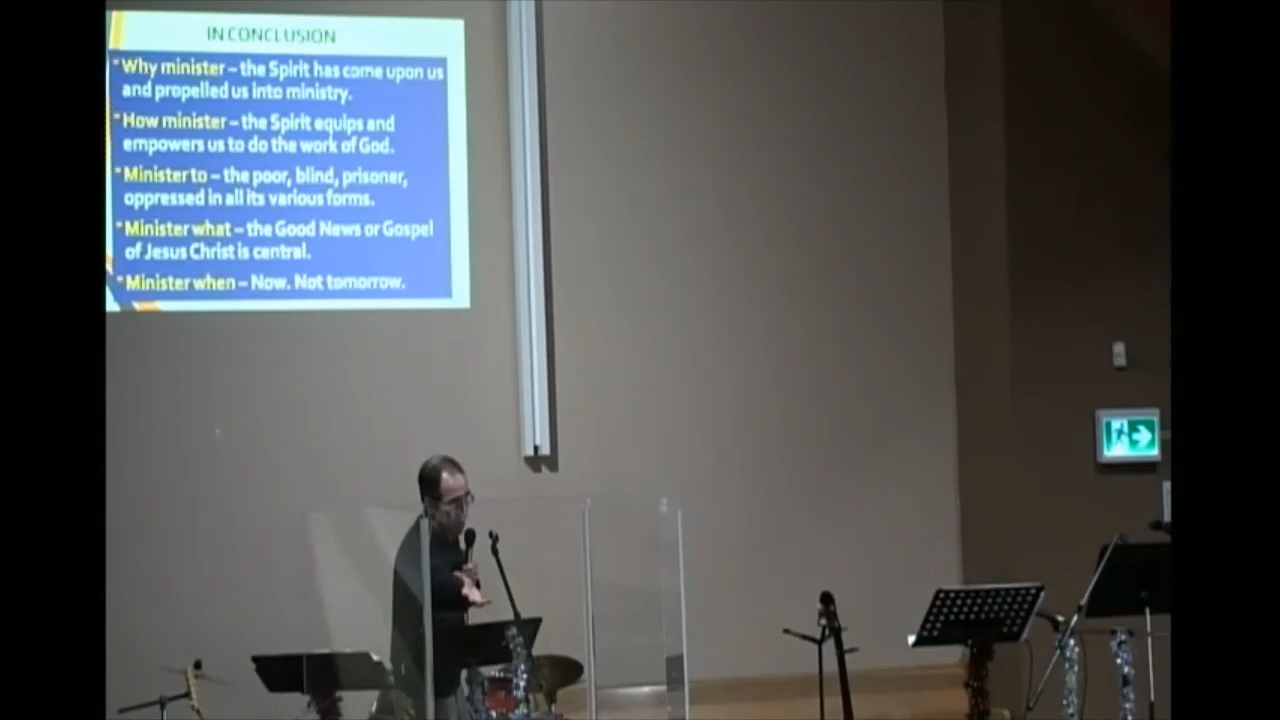 IN CONCLUSION
Why minister – the Spirit has come upon us
and propelled us into ministry.
How minister – the Spirit equips and
empowers us to do the work of God.
Minister to – the poor, blind, prisoner,
oppressed in all its various forms.
Minister what – the Good News or Gospel
of Jesus Christ is central.
Minister when – Now. Not tomorrow.